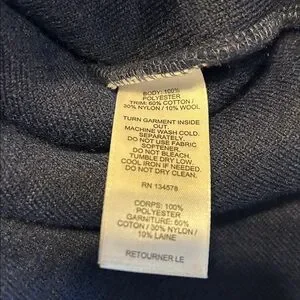 BODY: 100%
POLYESTER
TRIM: 60% COTTON /
30% NYLON / 10% WOOL
TURN GARMENT INSIDE
OUT.
MACHINE WASH COLD.
SEPARATELY.
DO NOT USE FABRIC
SOFTENER.
DO NOT BLEACH.
TUMBLE DRY LOW.
COOL IRON IF NEEDED.
DO NOT DRY CLEAN.
RN 134578
CORPS: 100%
POLYESTER
GARNITURE: 60%
COTON / 30% NYLON /
10% LAINE
RETOURNER LE